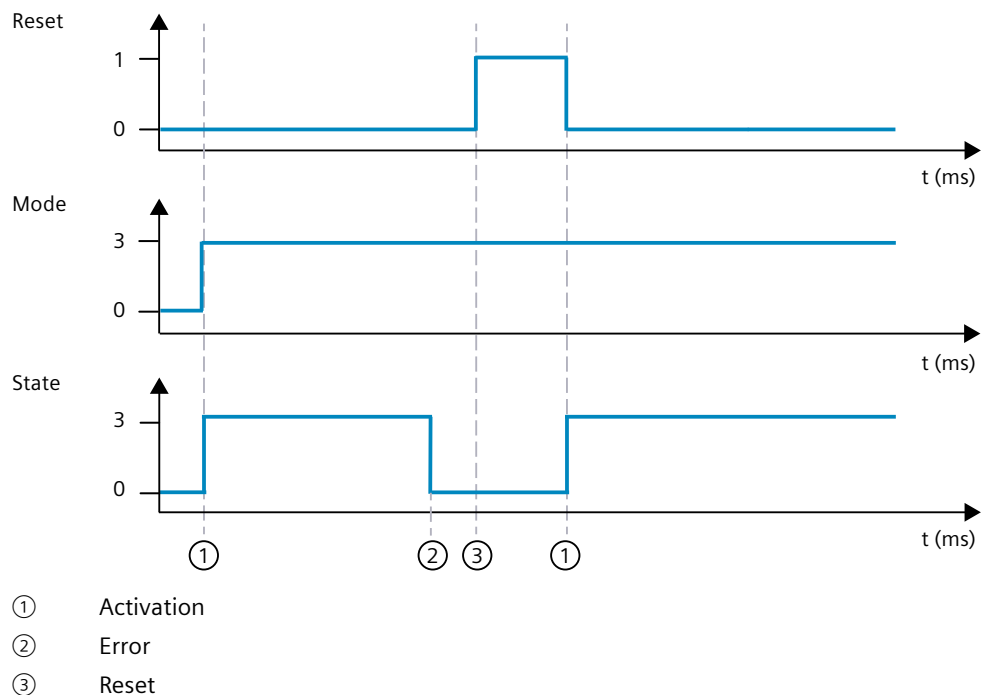 Reset
1
0
t (ms)
Mode
3
0
t (ms)
State
3
0
t (ms)
① ② ③ ①
① Activation
② Error
③ Reset